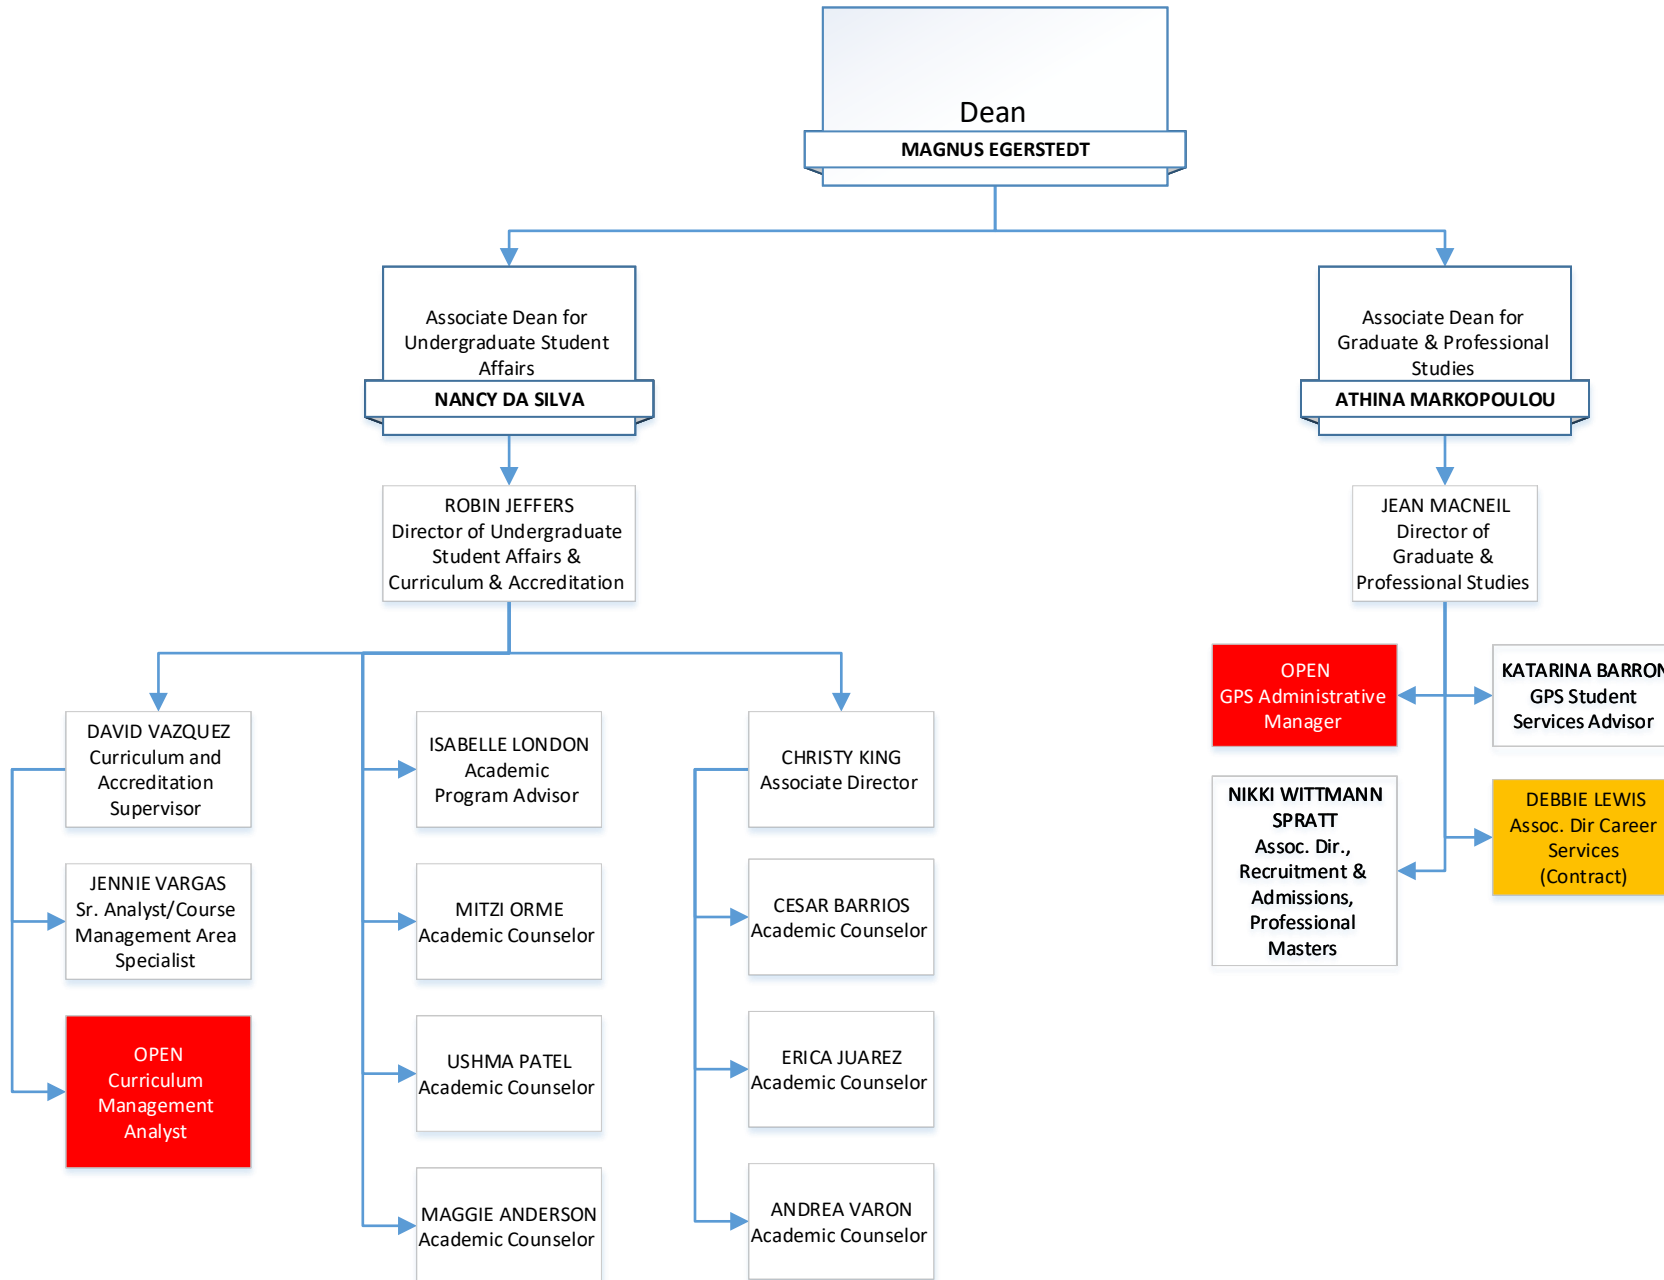 Dean
MAGNUS EGERSTEDT
Associate Dean for
Undergraduate Student
Affairs
NANCY DA SILVA
Associate Dean for
Graduate & Professional
Studies
ATHINA MARKOPOULOU
ROBIN JEFFERS
Director of Undergraduate
Student Affairs &
Curriculum & Accreditation
JEAN MACNEIL
Director of
Graduate &
Professional Studies
OPEN
GPS Administrative
Manager
KATARINA BARRON
GPS Student
Services Advisor
NIKKI WITTMANN
SPRATT
Assoc. Dir.,
Recruitment &
Admissions,
Professional
Masters
DEBBIE LEWIS
Assoc. Dir Career
Services
(Contract)
DAVID VAZQUEZ
Curriculum and
Accreditation
Supervisor
JENNIE VARGAS
Sr. Analyst/Course
Management Area
Specialist
OPEN
Curriculum
Management
Analyst
ISABELLE LONDON
Academic
Program Advisor
MITZI ORME
Academic Counselor
USHMA PATEL
Academic Counselor
MAGGIE ANDERSON
Academic Counselor
CHRISTY KING
Associate Director
CESAR BARRIOS
Academic Counselor
ERICA JUAREZ
Academic Counselor
ANDREA VARON
Academic Counselor